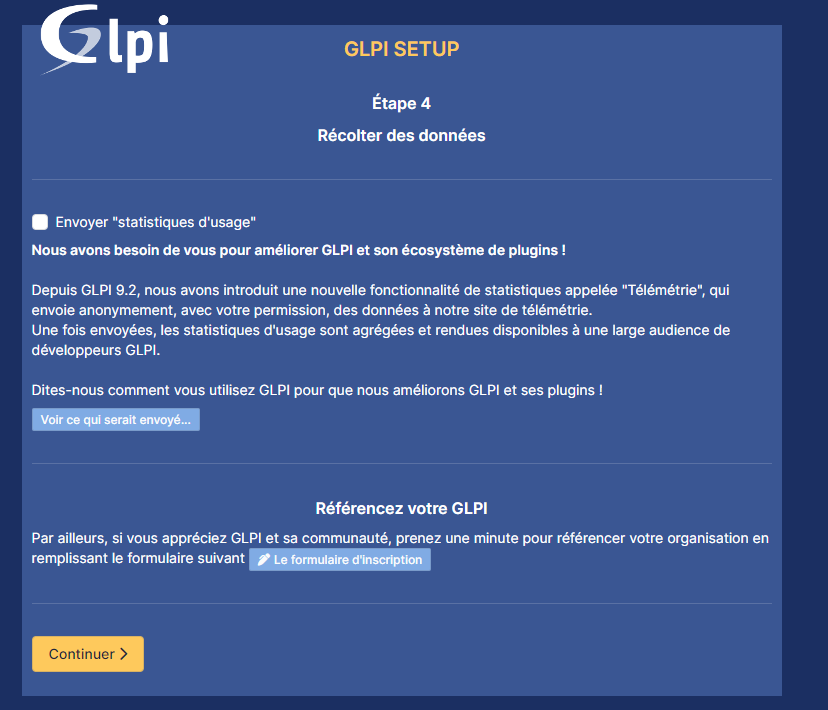 Glpi
GLPI SETUP
Étape 4
Récolter des données
Envoyer "statistiques d'usage"
Nous avons besoin de vous pour améliorer GLPI et son écosystème de plugins !
Depuis GLPI 9.2, nous avons introduit une nouvelle fonctionnalité de statistiques appelée "Télémétrie", qui
envoie anonymement, avec votre permission, des données à notre site de télémétrie.
Une fois envoyées, les statistiques d'usage sont agrégées et rendues disponibles à une large audience de
développeurs GLPI.
Dites-nous comment vous utilisez GLPI pour que nous améliorons GLPI et ses plugins !
Voir ce qui serait envoyé...
Référencez votre GLPI
Par ailleurs, si vous appréciez GLPI et sa communauté, prenez une minute pour référencer votre organisation en
remplissant le formulaire suivant Le formulaire d'inscription
Continuer